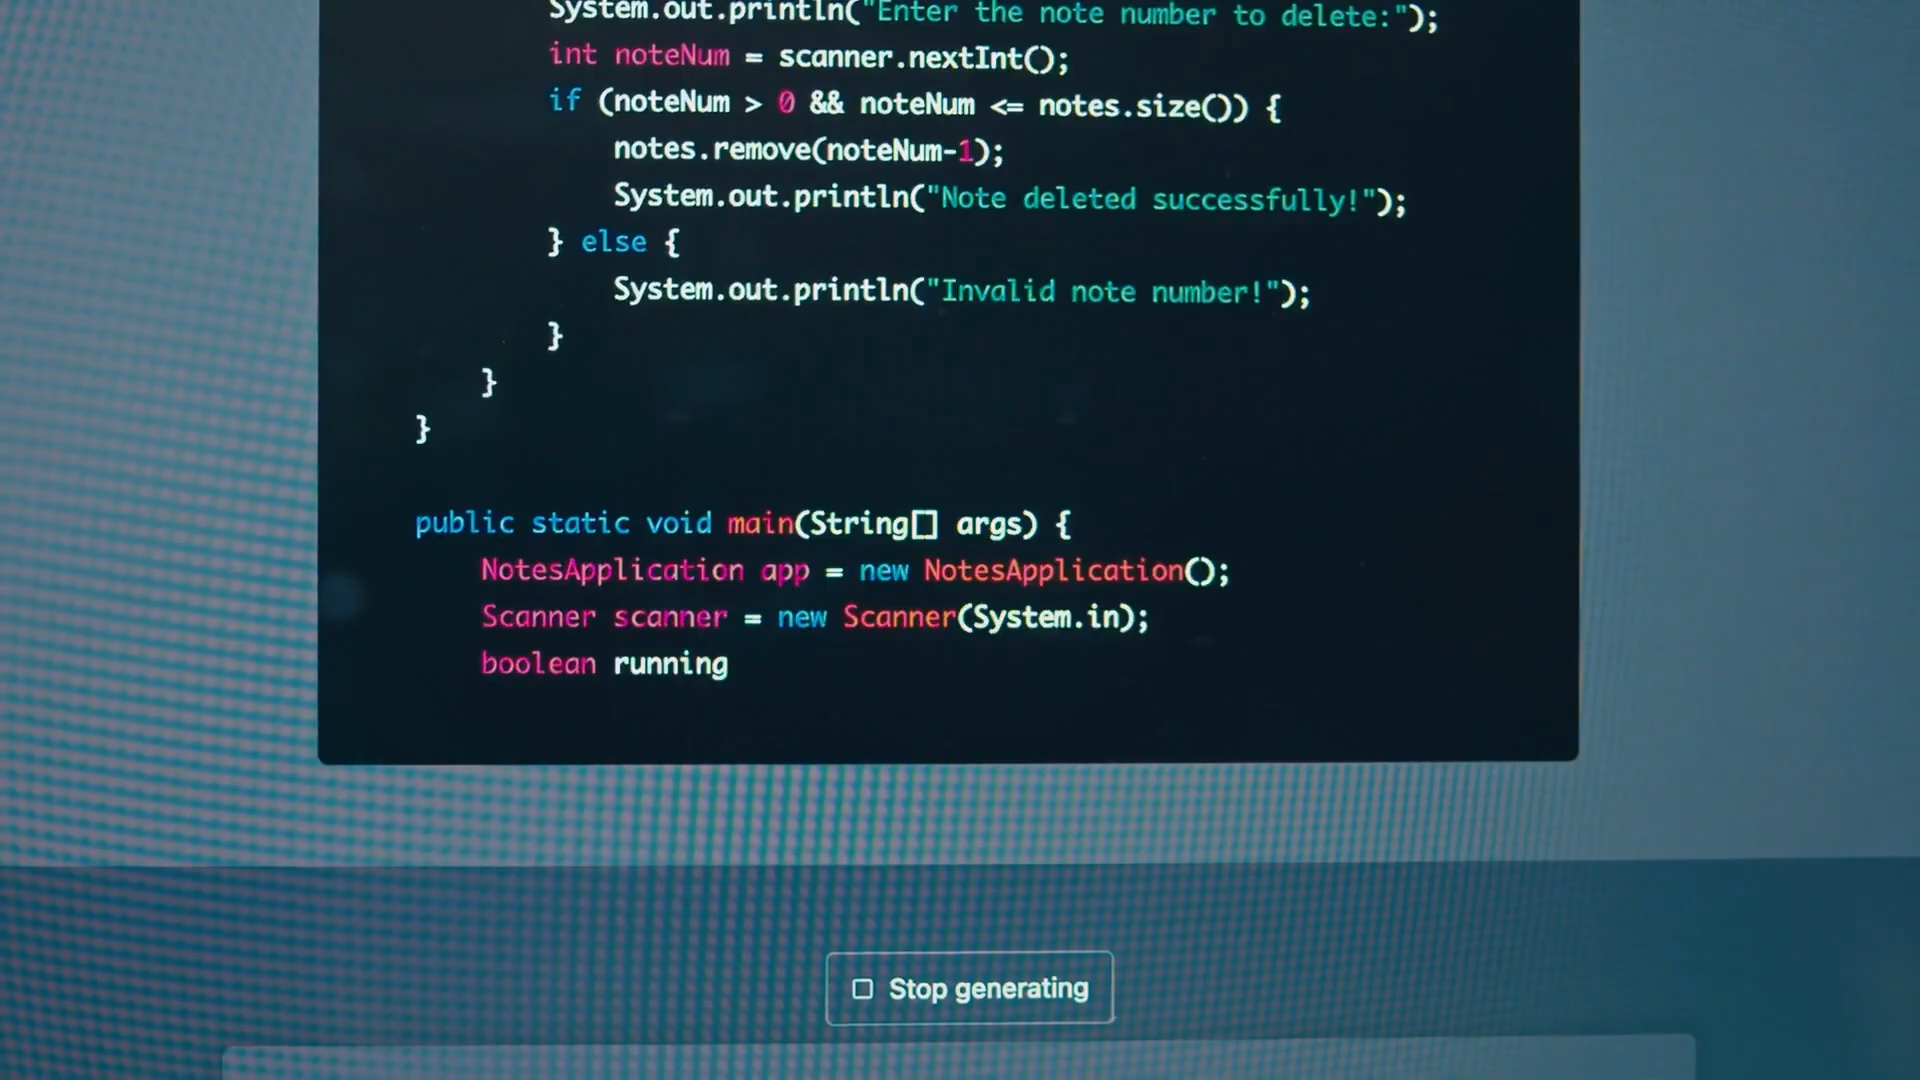 System.out.println("Enter the note number to delete:");
int noteNum = scanner.nextInt();
if (noteNum > 0 && noteNum <= notes.size()) {
notes.remove(noteNum-1);
System.out.println("Note deleted successfully!");
} else {
System.out.println("Invalid note number!");
}
}
}
public static void main(String[] args) {
NotesApplication app = new NotesApplication();
Scanner scanner = new Scanner(System.in);
boolean running
Stop generating